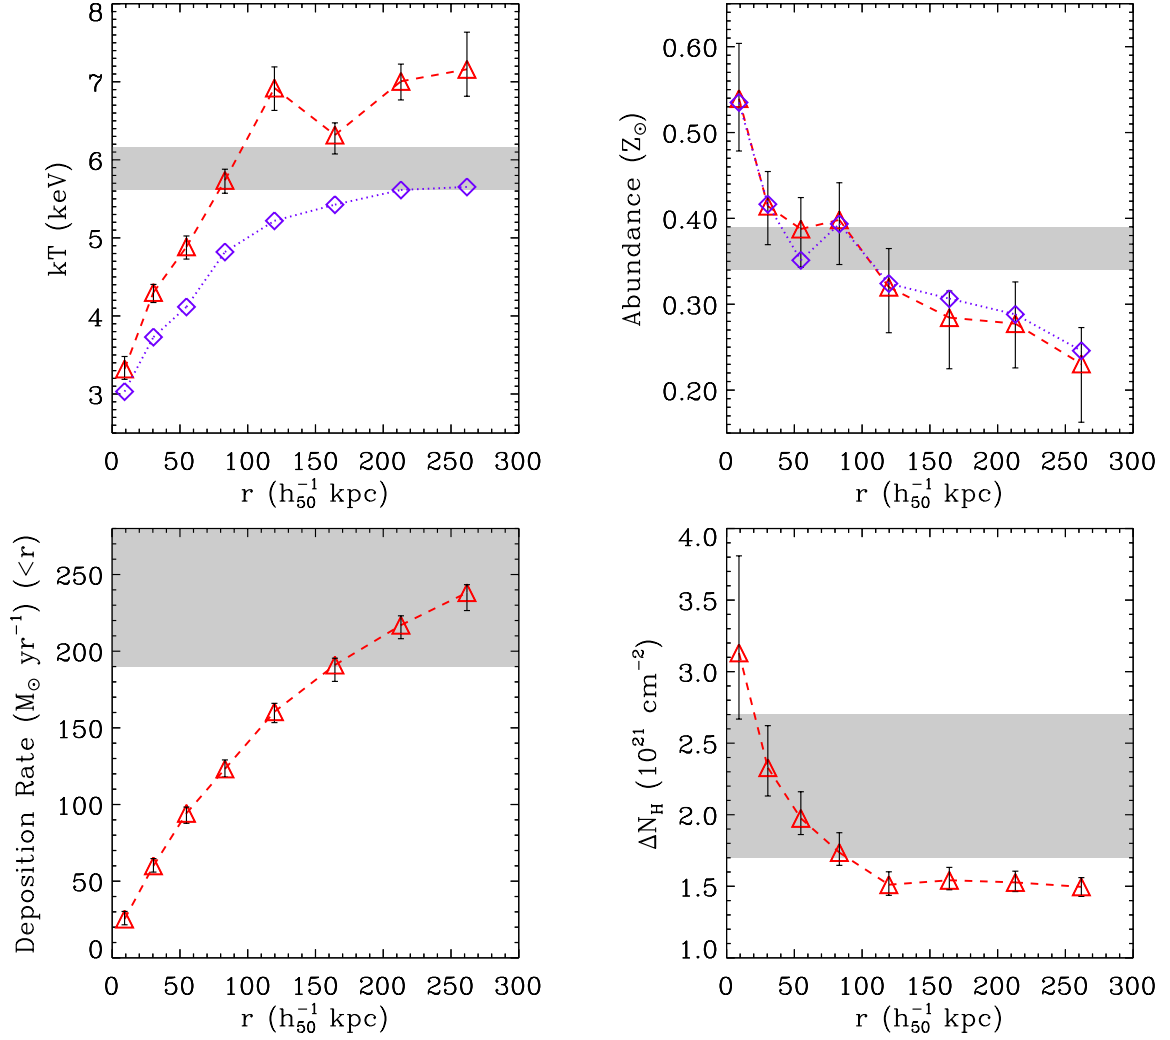 8
7
6
5
4
3
kT (keV)
0 50 100 150 200 250 300
r (h₅₀⁻¹ kpc)
0.60
0.50
0.40
0.30
0.20
Abundance (Z☉)
0 50 100 150 200 250 300
r (h₅₀⁻¹ kpc)
250
200
150
100
50
0
Deposition Rate (M☉ yr⁻¹) (<r)
0 50 100 150 200 250 300
r (h₅₀⁻¹ kpc)
4.0
3.5
3.0
2.5
2.0
1.5
1.0
ΔN_H (10²¹ cm⁻²)
0 50 100 150 200 250 300
r (h₅₀⁻¹ kpc)